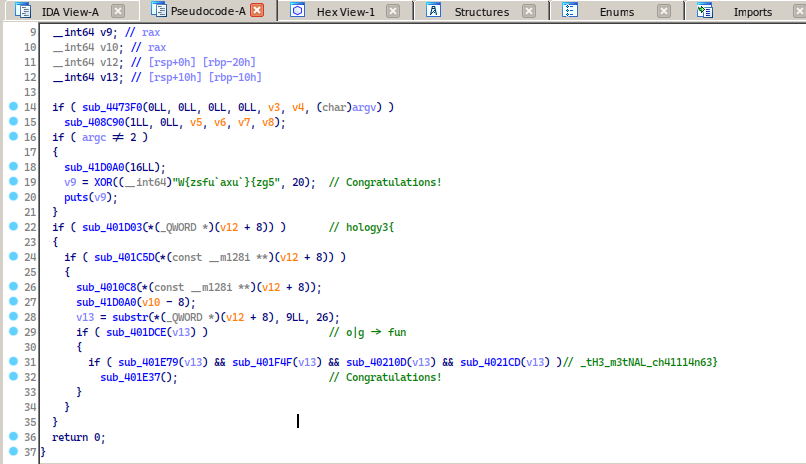 IDA View-A Pseudocode-A Hex View-1 Structures Enums Imports
9 __int64 v9; // rax
10 __int64 v10; // rax
11 __int64 v12; // [rsp+0h] [rbp-20h]
12 __int64 v13; // [rsp+10h] [rbp-10h]
13
14 if ( sub_4473F0(0LL, 0LL, 0LL, 0LL, v3, v4, (char)argv) )
15 sub_408C90(1LL, 0LL, v5, v6, v7, v8);
16 if ( argc ≠ 2 )
17 {
18 sub_41D0A0(16LL);
19 v9 = XOR((__int64)"W{zsfu`axu`}{zg5", 20); // Congratulations!
20 puts(v9);
21 }
22 if ( sub_401D03(*(_QWORD *)(v12 + 8)) ) // hology3{
23 {
24 if ( sub_401C5D(*(const __m128i **)(v12 + 8)) )
25 {
26 sub_4010C8(*(const __m128i **)(v12 + 8));
27 sub_41D0A0(v10 - 8);
28 v13 = substr(*(_QWORD *)(v12 + 8), 9LL, 26);
29 if ( sub_401DCE(v13) ) // o|g → fun
30 {
31 if ( sub_401E79(v13) && sub_401F4F(v13) && sub_40210D(v13) && sub_4021CD(v13) )// _tH3_m3tNAL_ch41114n63}
32 sub_401E37(); // Congratulations!
33 }
34 }
35 }
36 return 0;
37 }